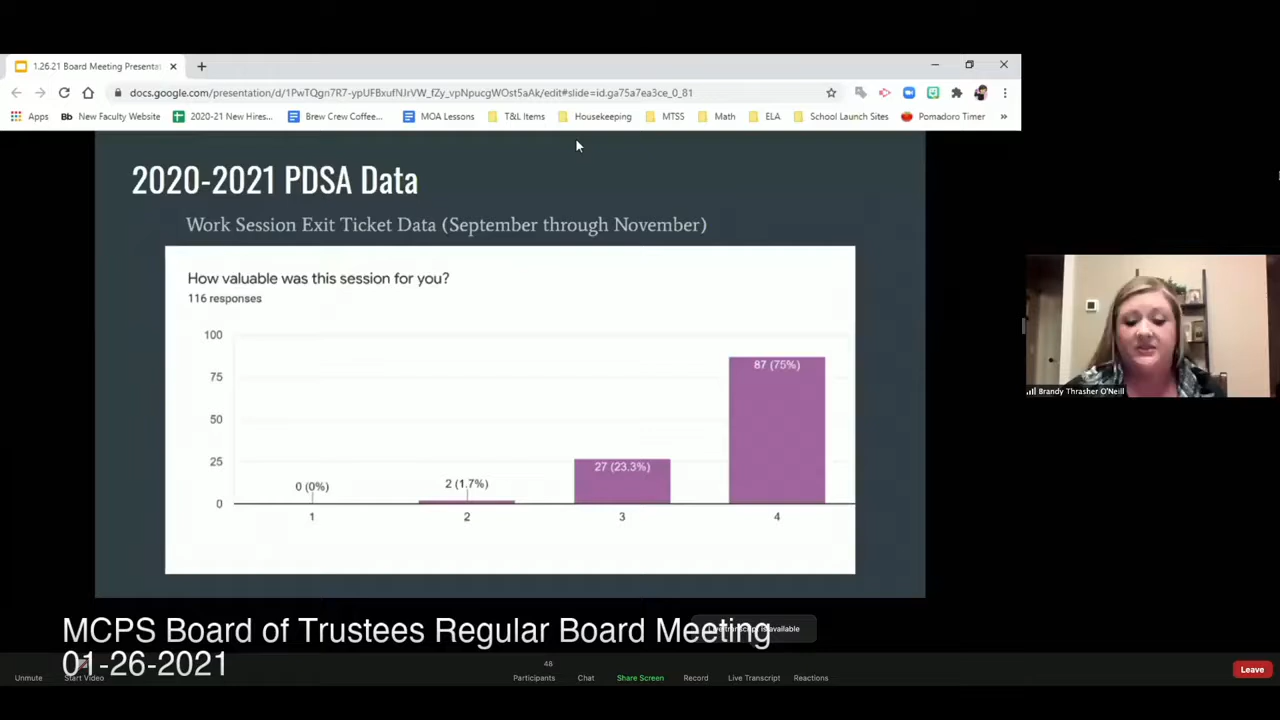 1.26.21 Board Meeting Presentat
docs.google.com/presentation/d/1PwTQgn7R7-ypUFBxufNJrVW_fZy_vpNpucgWOst5aAk/edit#slide=id.ga75a7ea3ce_0_81
Apps
Bb New Faculty Website
2020-21 New Hires...
Brew Crew Coffee...
MOA Lessons
T&L Items
Housekeeping
MTSS
Math
ELA
School Launch Sites
Pomadoro Timer
»
2020-2021 PDSA Data
Work Session Exit Ticket Data (September through November)
How valuable was this session for you?
116 responses
100
75
50
25
0
0 (0%)
2 (1.7%)
27 (23.3%)
87 (75%)
1
2
3
4
Brandy Thrasher O'Neill
MCPS Board of Trustees Regular Board Meeting
01-26-2021
transcript is available
Unmute
Start Video
48
Participants
Chat
Share Screen
Record
Live Transcript
Reactions
Leave